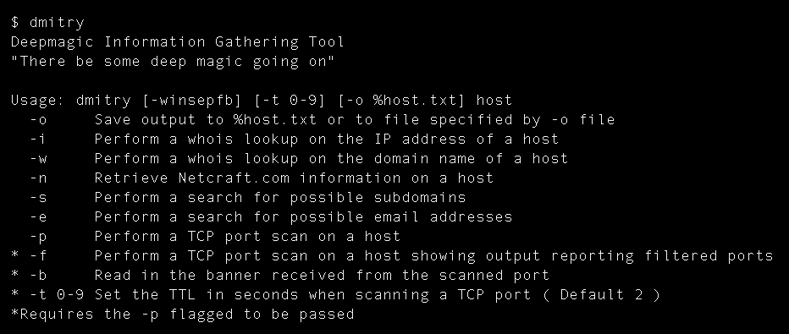 $ dmitry
Deepmagic Information Gathering Tool
"There be some deep magic going on"
Usage: dmitry [-winsepfb] [-t 0-9] [-o %host.txt] host
-o Save output to %host.txt or to file specified by -o file
-i Perform a whois lookup on the IP address of a host
-w Perform a whois lookup on the domain name of a host
-n Retrieve Netcraft.com information on a host
-s Perform a search for possible subdomains
-e Perform a search for possible email addresses
-p Perform a TCP port scan on a host
* -f Perform a TCP port scan on a host showing output reporting filtered ports
* -b Read in the banner received from the scanned port
* -t 0-9 Set the TTL in seconds when scanning a TCP port ( Default 2 )
*Requires the -p flagged to be passed